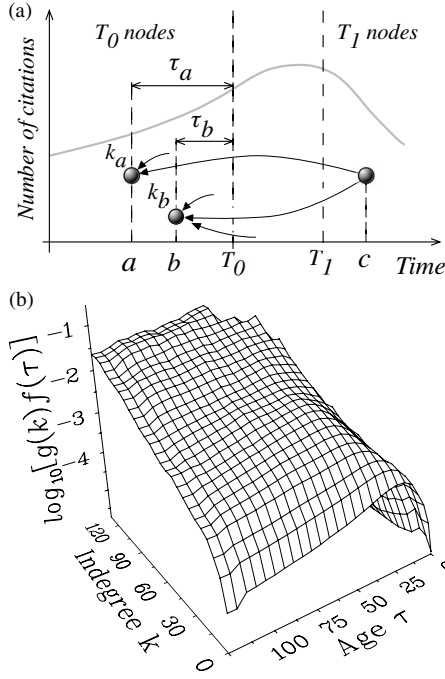 (a)
T0 nodes
T1 nodes
Number of citations
τa
τb
ka
kb
a
b
T0
T1
c
Time
(b)
log10[g(k)f(τ)]
−1
−2
−3
−4
120
90
60
30
0
Indegree k
100
75
50
25
0
Age τ